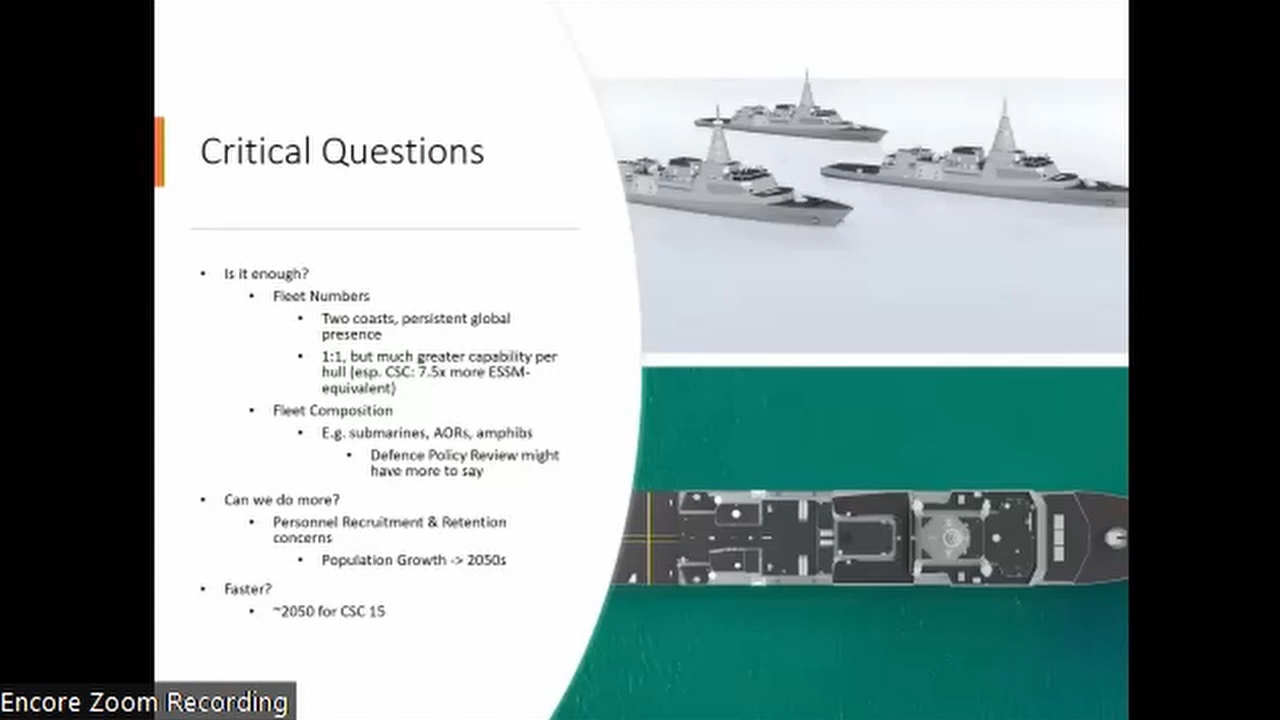 Critical Questions
• Is it enough?
• Fleet Numbers
• Two coasts, persistent global
presence
• 1:1, but much greater capability per
hull (esp. CSC: 7.5x more ESSM-
equivalent)
• Fleet Composition
• E.g. submarines, AORs, amphibs
• Defence Policy Review might
have more to say
• Can we do more?
• Personnel Recruitment & Retention
concerns
• Population Growth -> 2050s
• Faster?
• ~2050 for CSC 15
Encore Zoom Recording